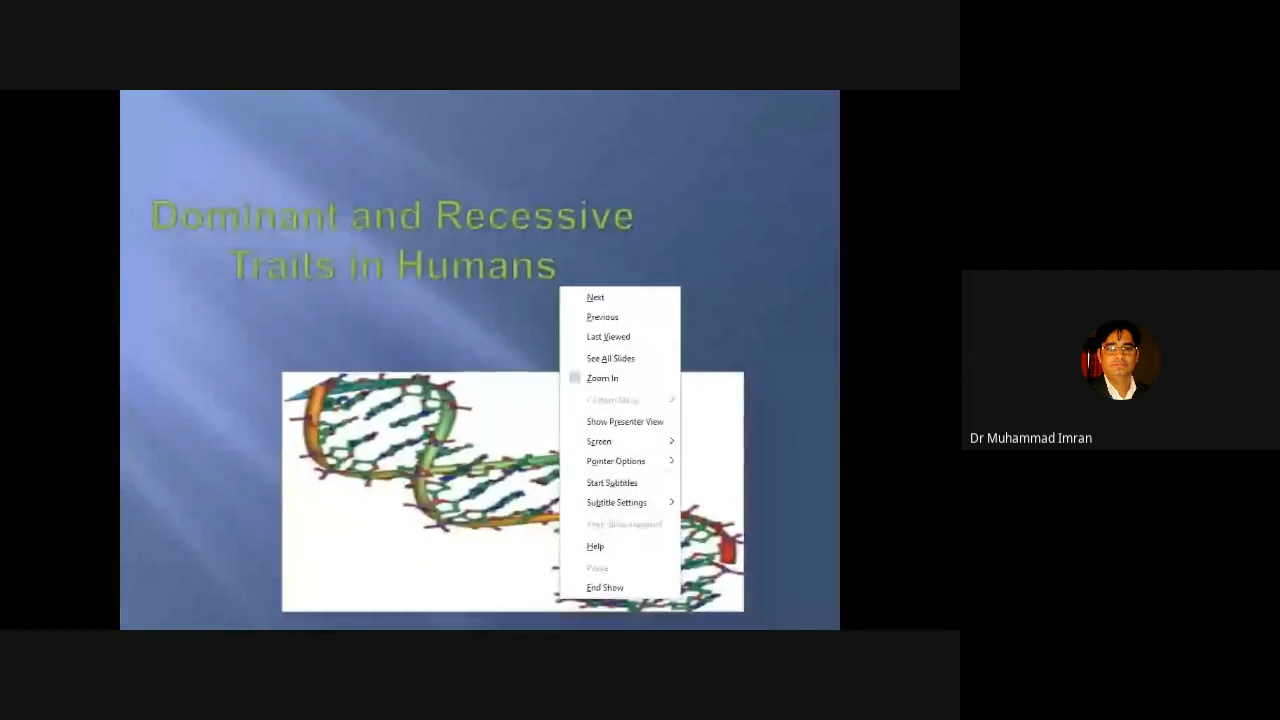 Dominant and Recessive
Traits in Humans
Next
Previous
Last Viewed
See All Slides
Zoom In
Custom Show
Show Presenter View
Screen
Pointer Options
Start Subtitles
Subtitle Settings
Help
Pause
End Show
Dr Muhammad Imran